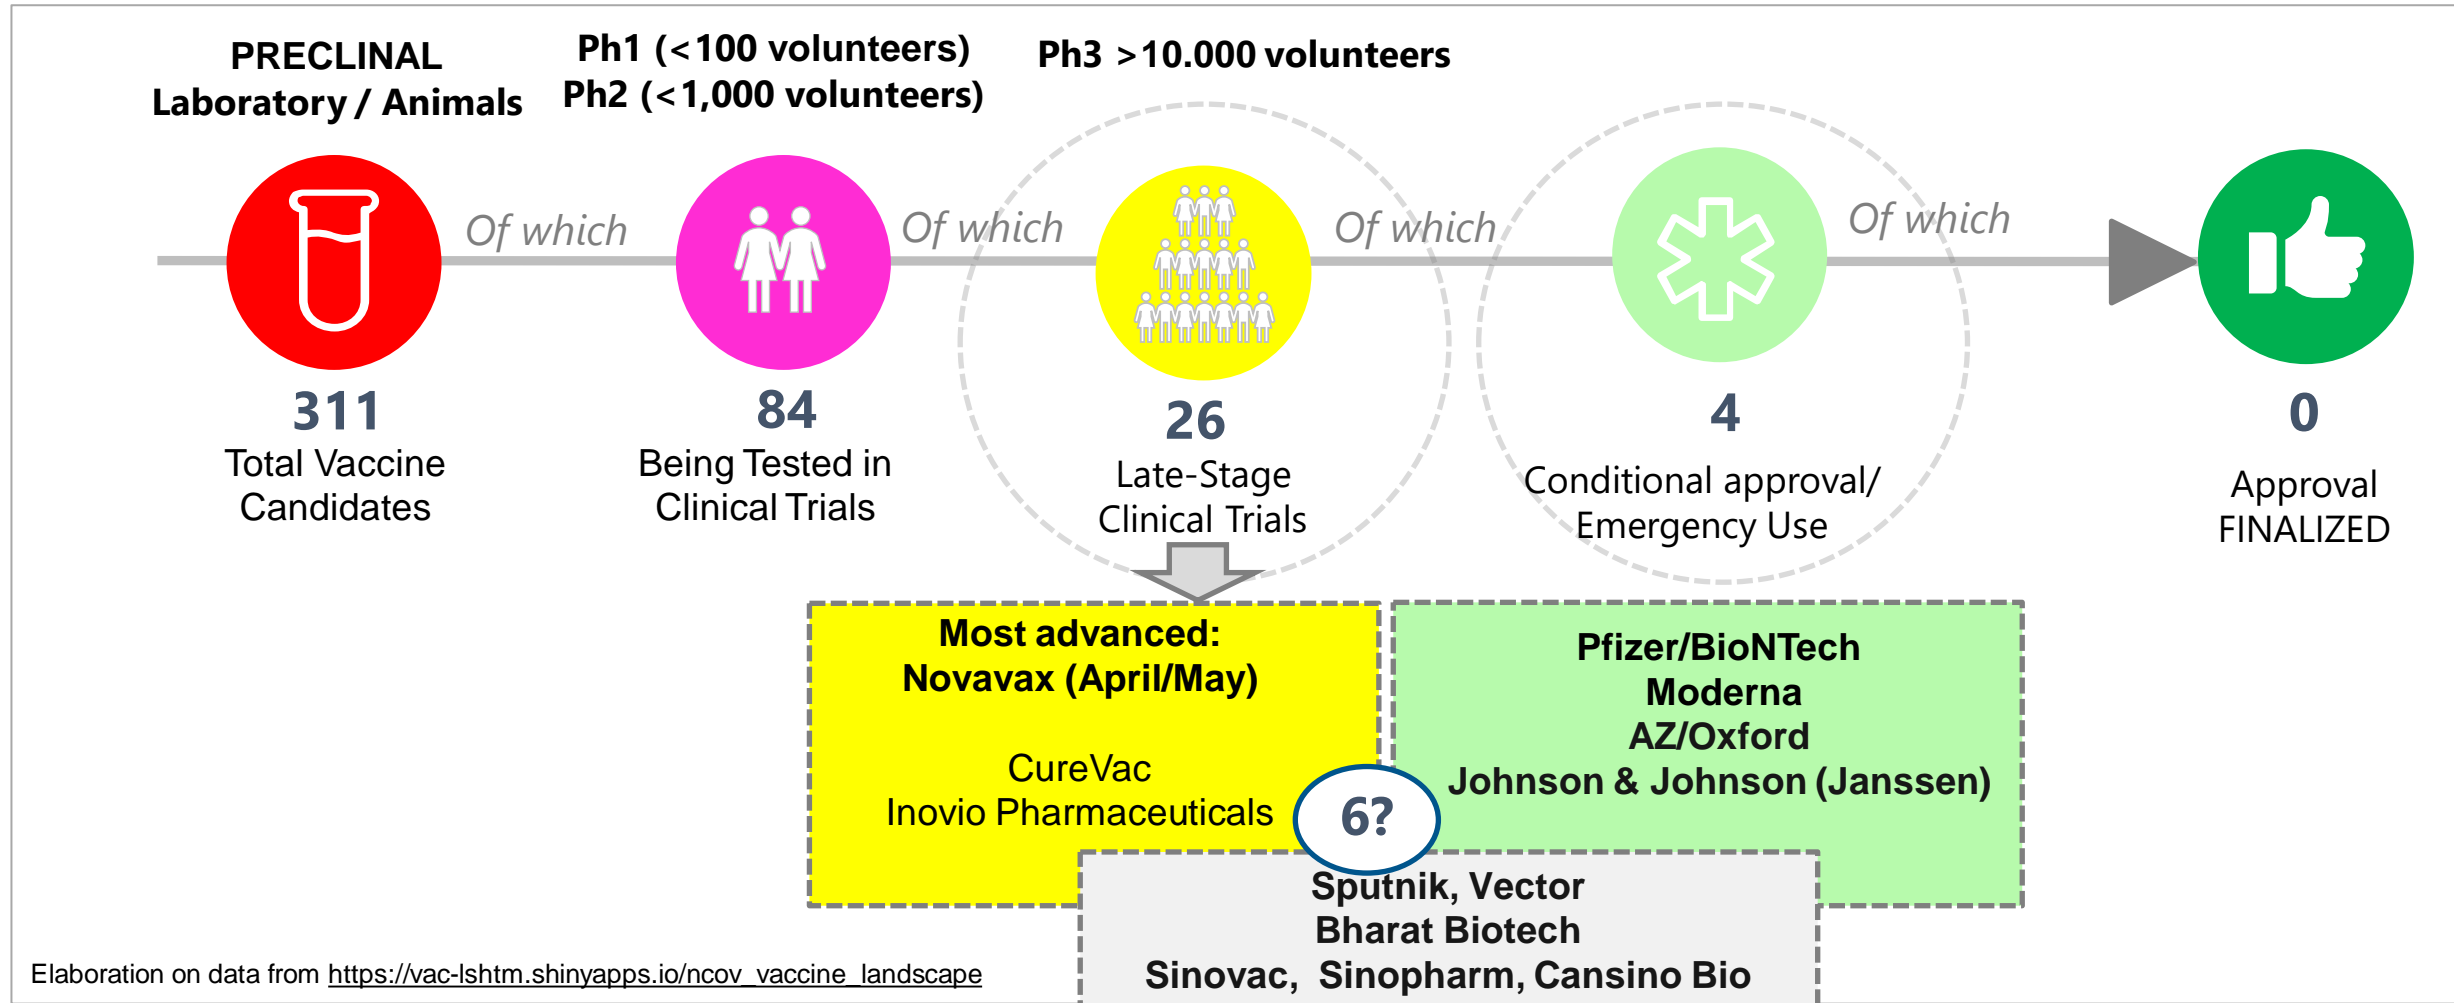 PRECLINAL
Laboratory / Animals
Ph1 (<100 volunteers)
Ph2 (<1,000 volunteers)
Ph3 >10.000 volunteers
Of which
Of which
Of which
Of which
311
Total Vaccine
Candidates
84
Being Tested in
Clinical Trials
26
Late-Stage
Clinical Trials
4
Conditional approval/
Emergency Use
0
Approval
FINALIZED
Most advanced:
Novavax (April/May)
CureVac
Inovio Pharmaceuticals
Pfizer/BioNTech
Moderna
AZ/Oxford
Johnson & Johnson (Janssen)
6?
Sputnik, Vector
Bharat Biotech
Sinovac, Sinopharm, Cansino Bio
Elaboration on data from https://vac-lshtm.shinyapps.io/ncov_vaccine_landscape